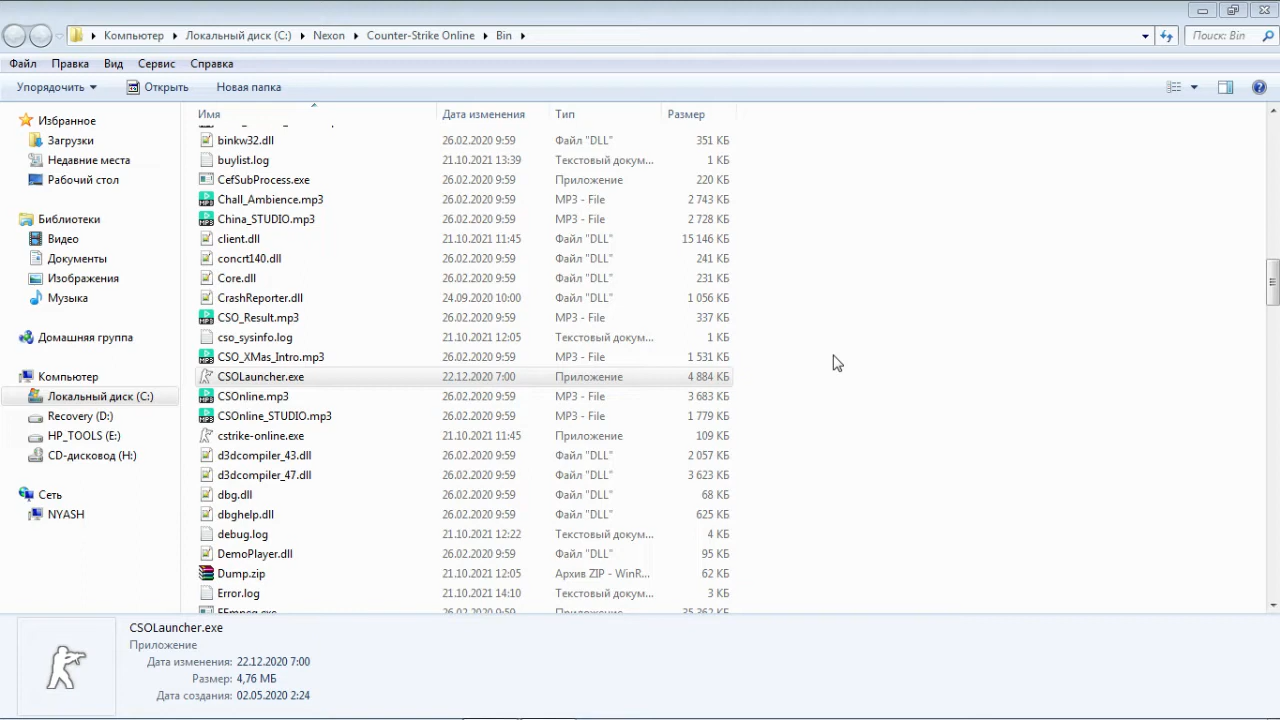 Компьютер Локальный диск (C:) Nexon Counter-Strike Online Bin Поиск: Bin
Файл Правка Вид Сервис Справка
Упорядочить Открыть Новая папка
Избранное
Загрузки
Недавние места
Рабочий стол
Библиотеки
Видео
Документы
Изображения
Музыка
Домашняя группа
Компьютер
Локальный диск (C:)
Recovery (D:)
HP_TOOLS (E:)
CD-дисковод (H:)
Сеть
NYASH
Имя Дата изменения Тип Размер
binkw32.dll 26.02.2020 9:59 Файл "DLL" 351 КБ
buylist.log 21.10.2021 13:39 Текстовый докум... 1 КБ
CefSubProcess.exe 26.02.2020 9:59 Приложение 220 КБ
Chall_Ambience.mp3 26.02.2020 9:59 MP3 - File 2 743 КБ
China_STUDIO.mp3 26.02.2020 9:59 MP3 - File 2 728 КБ
client.dll 21.10.2021 11:45 Файл "DLL" 15 146 КБ
concrt140.dll 26.02.2020 9:59 Файл "DLL" 241 КБ
Core.dll 26.02.2020 9:59 Файл "DLL" 231 КБ
CrashReporter.dll 24.09.2020 10:00 Файл "DLL" 1 056 КБ
CSO_Result.mp3 26.02.2020 9:59 MP3 - File 337 КБ
cso_sysinfo.log 21.10.2021 12:05 Текстовый докум... 1 КБ
CSO_XMas_Intro.mp3 26.02.2020 9:59 MP3 - File 1 531 КБ
CSOLauncher.exe 22.12.2020 7:00 Приложение 4 884 КБ
CSOnline.mp3 26.02.2020 9:59 MP3 - File 3 683 КБ
CSOnline_STUDIO.mp3 26.02.2020 9:59 MP3 - File 1 779 КБ
cstrike-online.exe 21.10.2021 11:45 Приложение 109 КБ
d3dcompiler_43.dll 26.02.2020 9:59 Файл "DLL" 2 057 КБ
d3dcompiler_47.dll 26.02.2020 9:59 Файл "DLL" 3 623 КБ
dbg.dll 26.02.2020 9:59 Файл "DLL" 68 КБ
dbghelp.dll 26.02.2020 9:59 Файл "DLL" 625 КБ
debug.log 21.10.2021 12:22 Текстовый докум... 4 КБ
DemoPlayer.dll 26.02.2020 9:59 Файл "DLL" 95 КБ
Dump.zip 21.10.2021 12:05 Архив ZIP - WinR... 62 КБ
Error.log 21.10.2021 14:10 Текстовый докум... 3 КБ
CSOLauncher.exe
Приложение
Дата изменения: 22.12.2020 7:00
Размер: 4,76 МБ
Дата создания: 02.05.2020 2:24